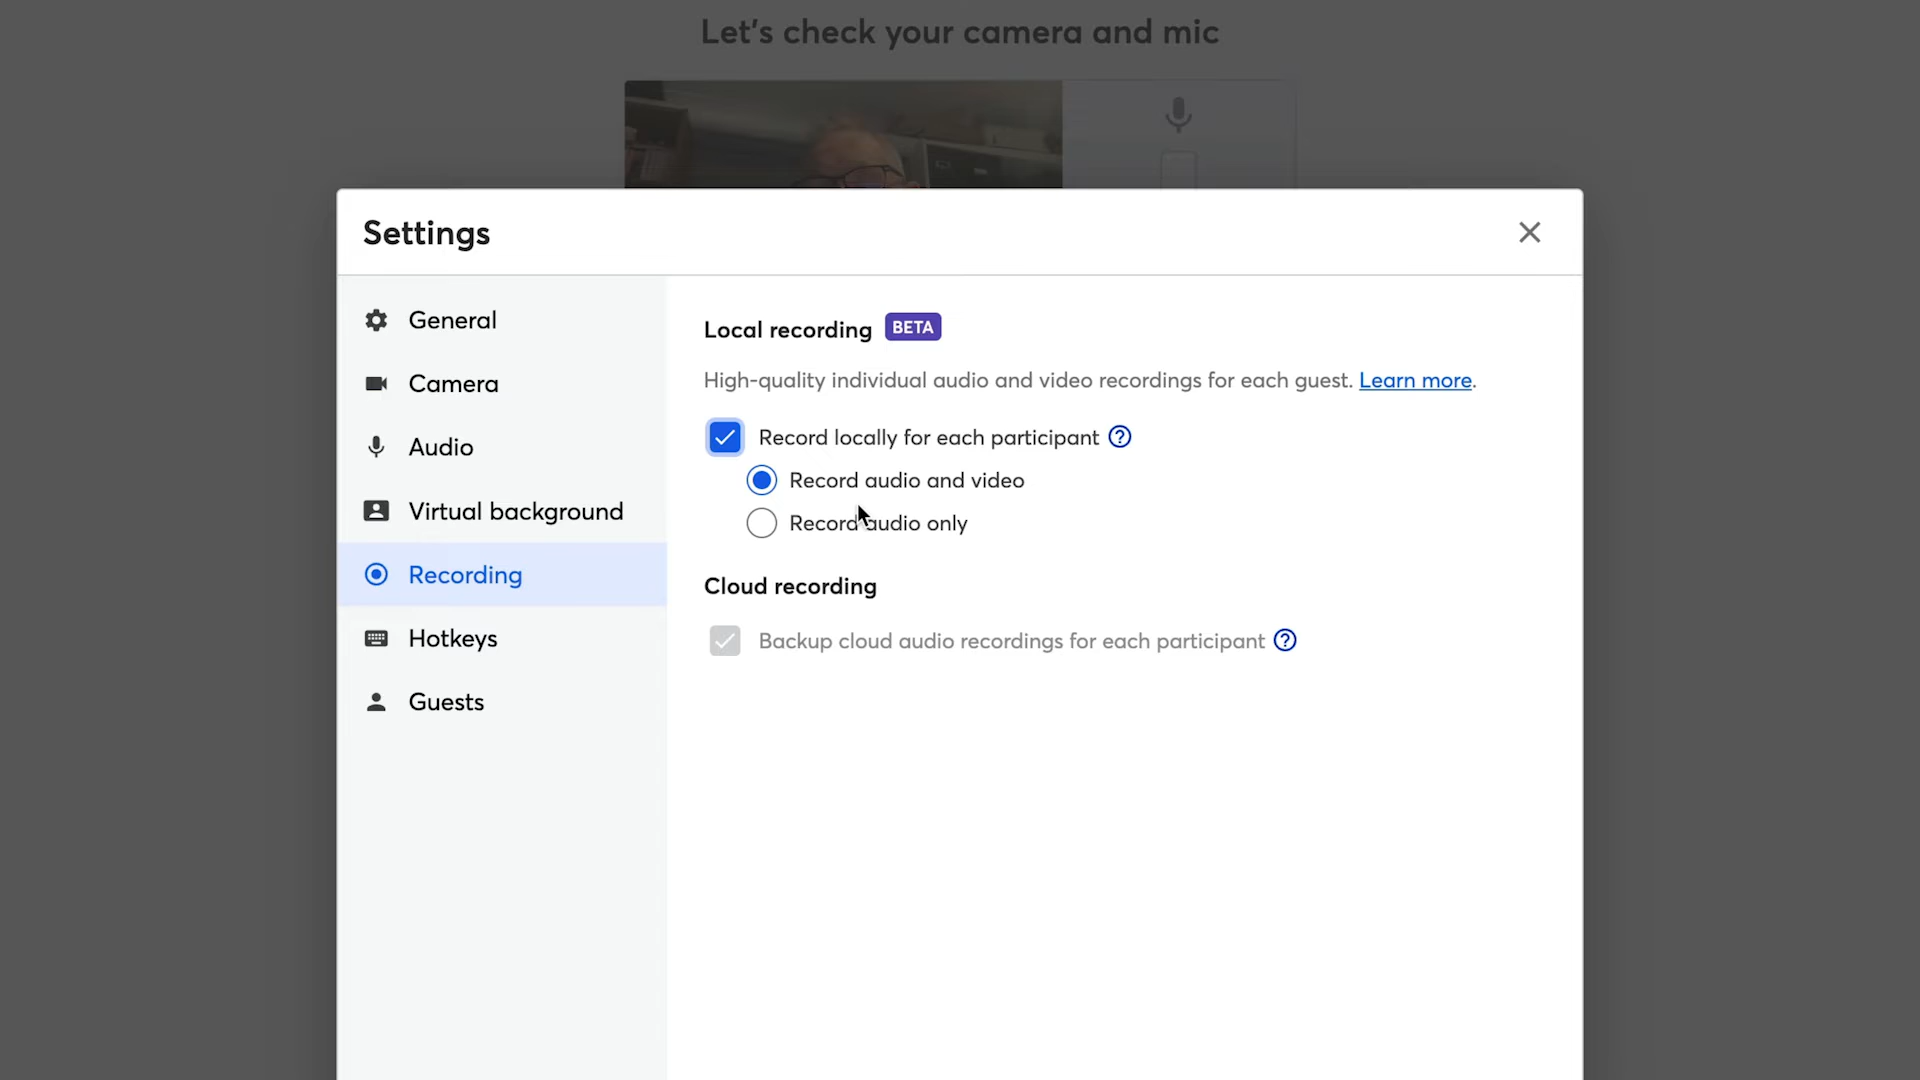 Let's check your camera and mic
Settings
General
Camera
Audio
Virtual background
Recording
Hotkeys
Guests
Local recording BETA
High-quality individual audio and video recordings for each guest. Learn more.
Record locally for each participant
Record audio and video
Record audio only
Cloud recording
Backup cloud audio recordings for each participant